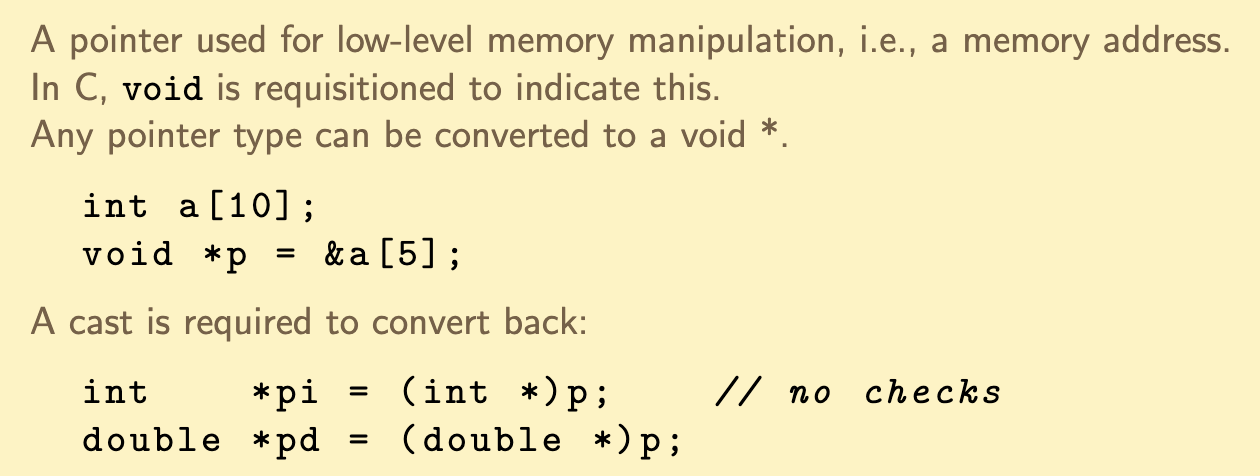 A pointer used for low-level memory manipulation, i.e., a memory address.
In C, void is requisitioned to indicate this.
Any pointer type can be converted to a void *.
int a[10];
void *p = &a[5];
A cast is required to convert back:
int    *pi = (int *)p;    // no checks
double *pd = (double *)p;